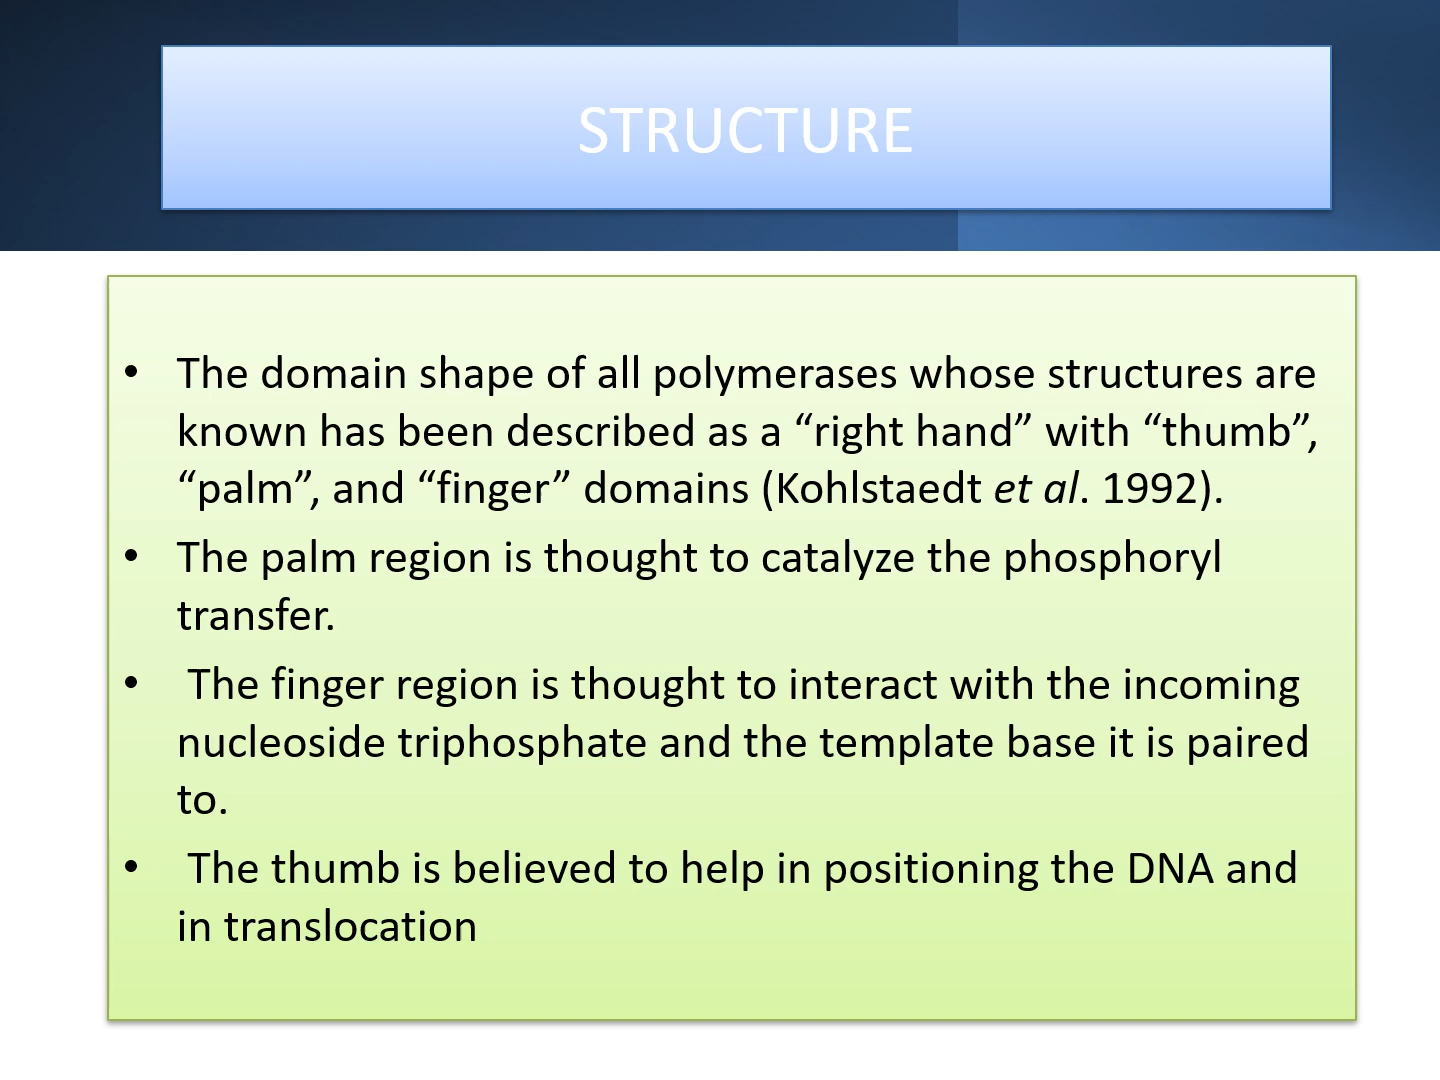 STRUCTURE
• The domain shape of all polymerases whose structures are
known has been described as a “right hand” with “thumb”,
“palm”, and “finger” domains (Kohlstaedt et al. 1992).
• The palm region is thought to catalyze the phosphoryl
transfer.
• The finger region is thought to interact with the incoming
nucleoside triphosphate and the template base it is paired
to.
• The thumb is believed to help in positioning the DNA and
in translocation